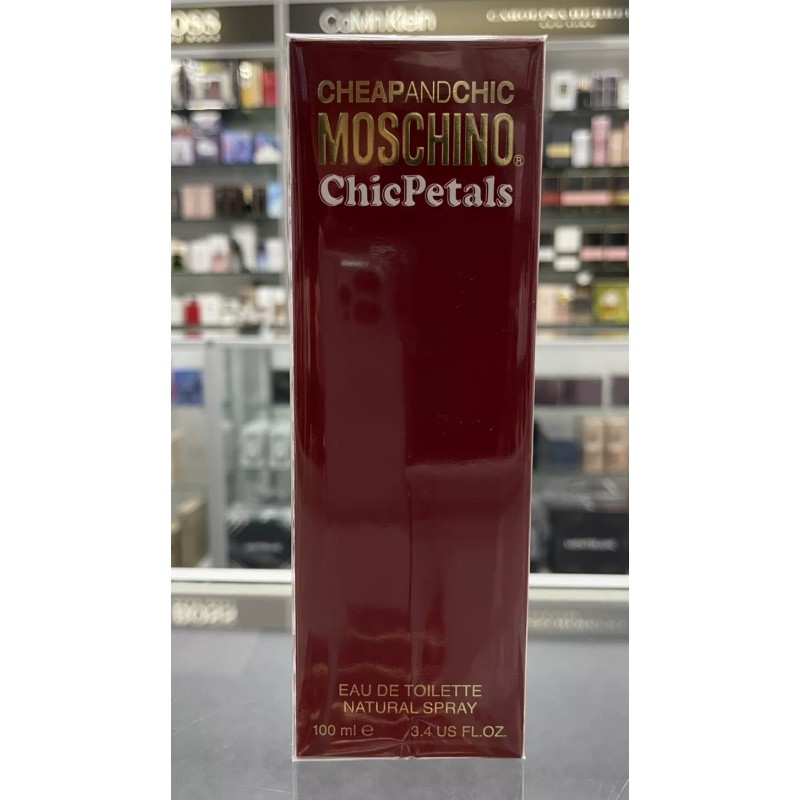 BOSS
Calvin Klein
CHEAPANDCHIC
MOSCHINO®
ChicPetals
EAU DE TOILETTE
NATURAL SPRAY
100 ml ℮ 3.4 US FL.OZ.
BOSS